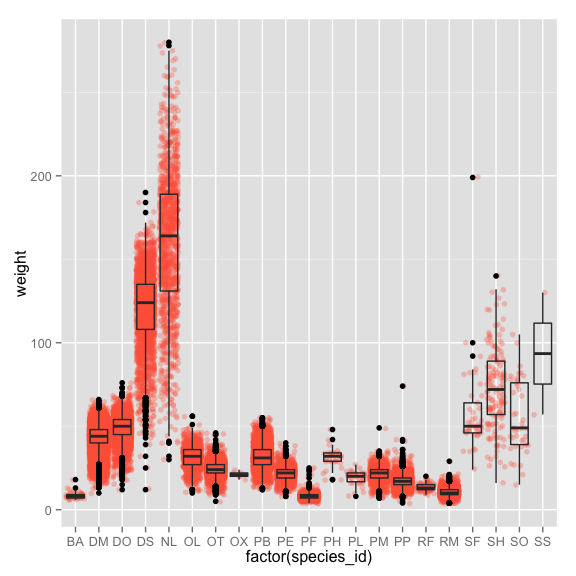 weight
200
100
0
BA DM DO DS NL OL OT OX PB PE PF PH PL PM PP RF RM SF SH SO SS
factor(species_id)